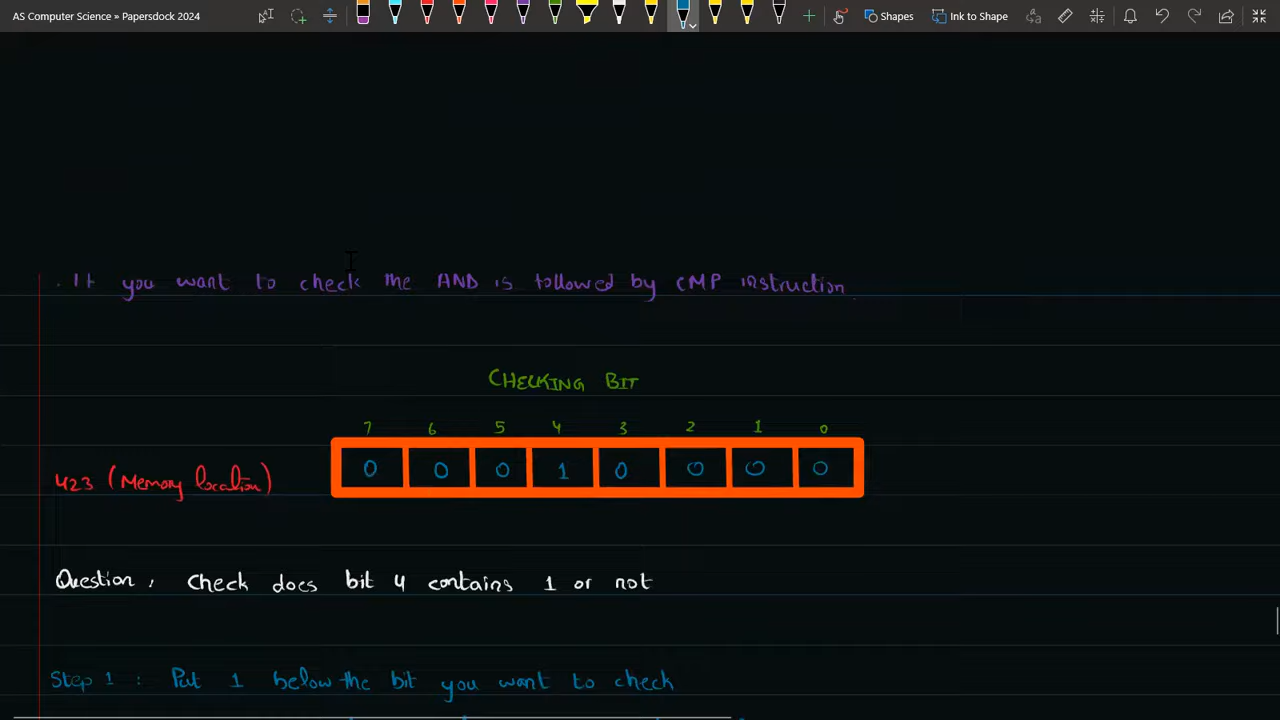 AS Computer Science » Papersdock 2024
Shapes
Ink to Shape
. If you want to check the AND is followed by CMP instruction
CHECKING BIT
7 6 5 4 3 2 1 0
423 (Memory location) 0 0 0 1 0 0 0 0
Question : Check does bit 4 contains 1 or not
Step 1 : Put 1 below the bit you want to check